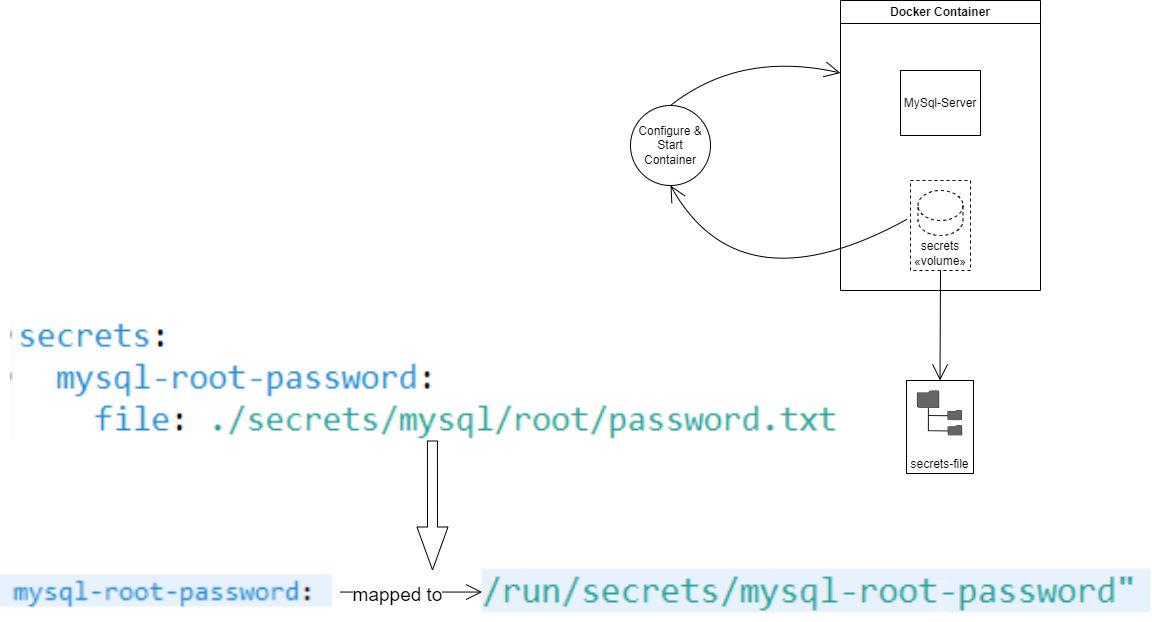 Docker Container
MySql-Server
Configure &
Start
Container
secrets
«volume»
secrets:
mysql-root-password:
file: ./secrets/mysql/root/password.txt
secrets-file
mysql-root-password: mapped to /run/secrets/mysql-root-password"